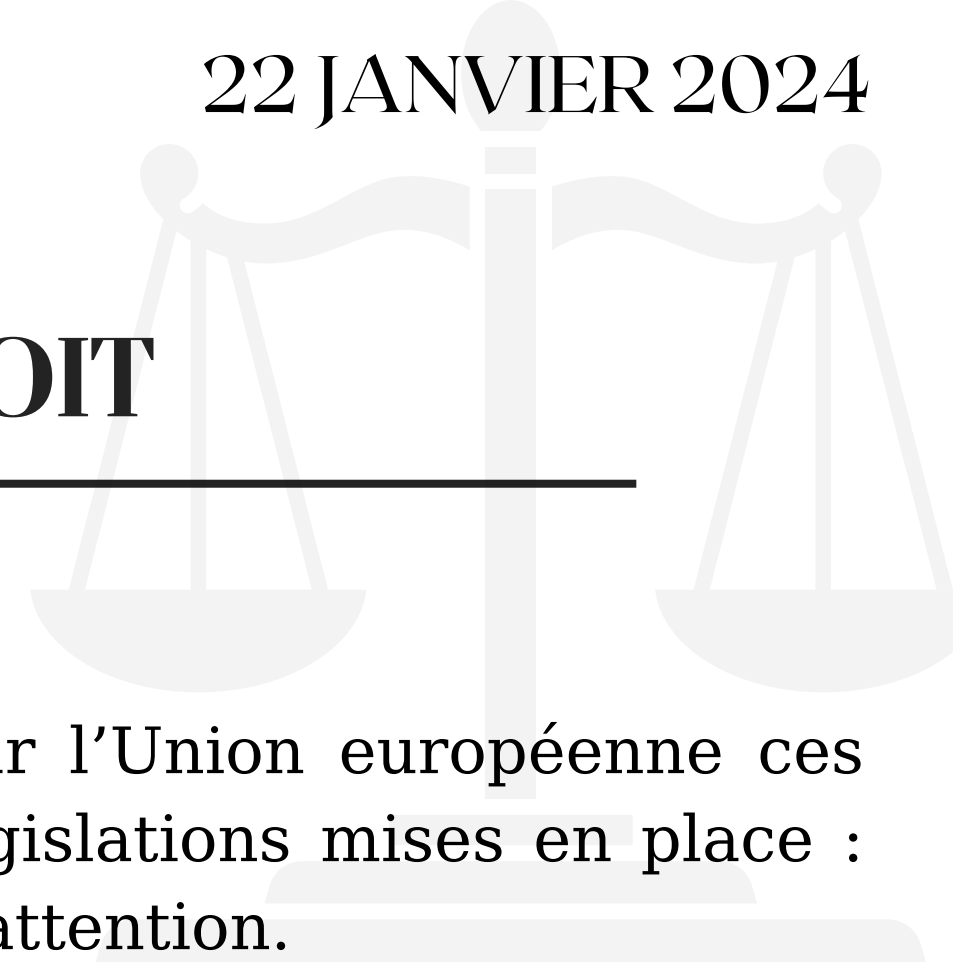 22 JANVIER 2024
OIT
r l’Union européenne ces
gislations mises en place :
attention.